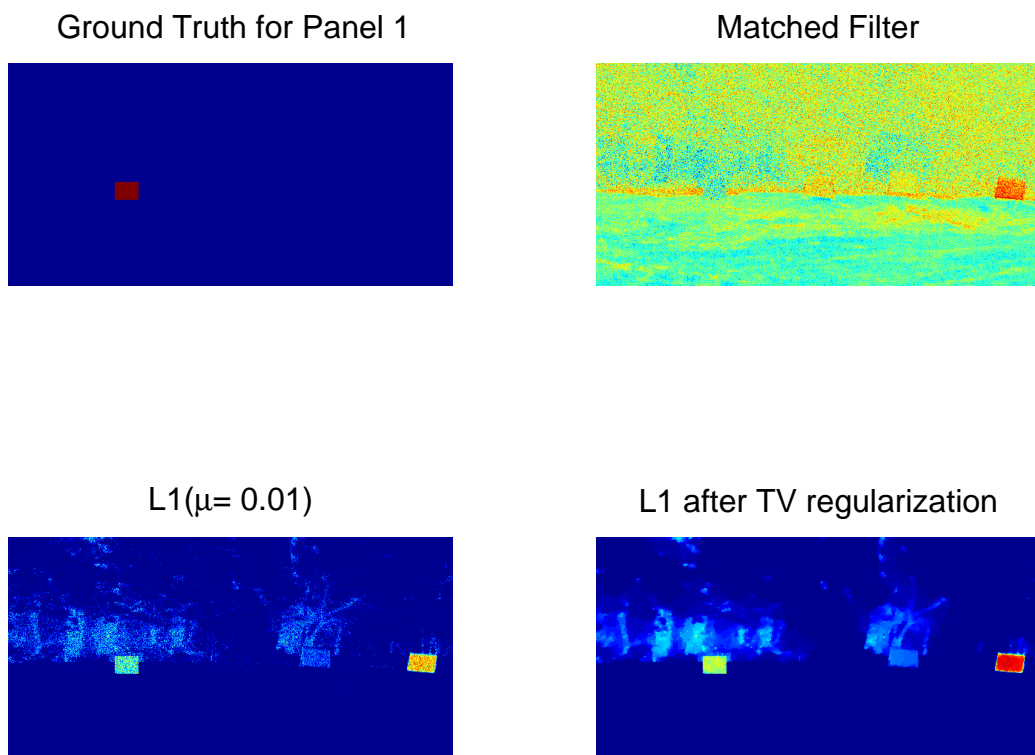 Ground Truth for Panel 1
Matched Filter
L1(μ= 0.01)
L1 after TV regularization